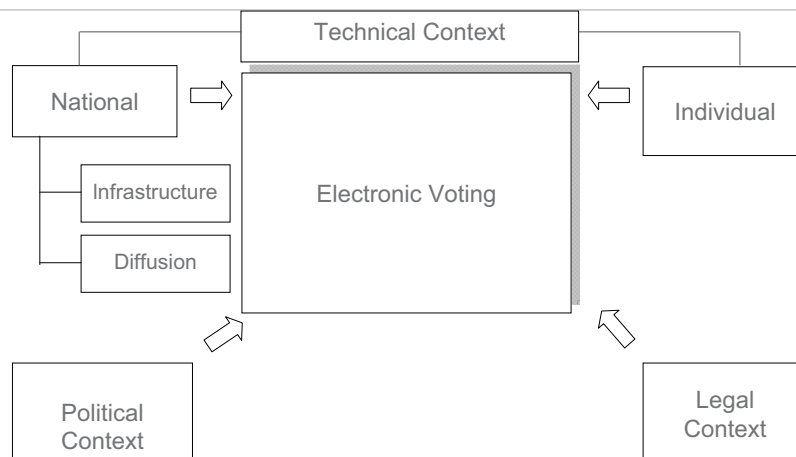 Technical Context
National
Individual
Infrastructure
Electronic Voting
Diffusion
Political
Context
Legal
Context